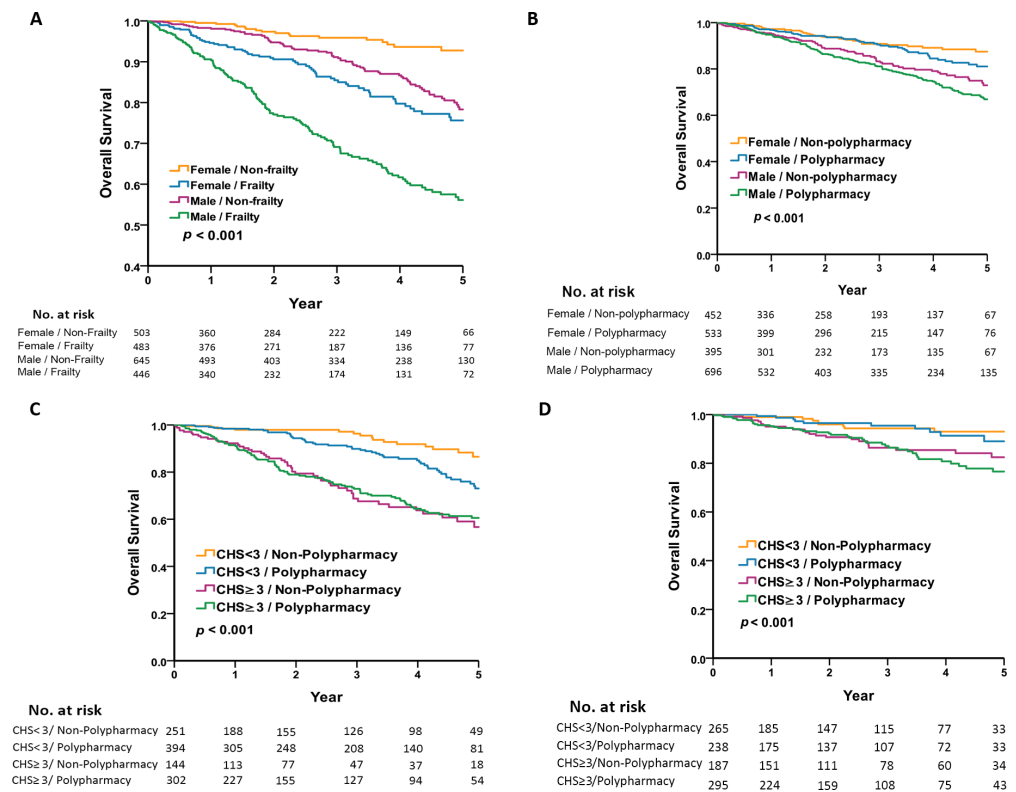 A
1.0
0.9
0.8
0.7
0.6
0.5
0.4
Overall Survival
Female / Non-frailty
Female / Frailty
Male / Non-frailty
Male / Frailty
p < 0.001
0 1 2 3 4 5
Year
No. at risk
Female / Non-Frailty 503 360 284 222 149 66
Female / Frailty 483 376 271 187 136 77
Male / Non-Frailty 645 493 403 334 238 130
Male / Frailty 446 340 232 174 131 72
B
1.0
0.8
0.6
0.4
0.2
0.0
Overall Survival
Female / Non-polypharmacy
Female / Polypharmacy
Male / Non-polypharmacy
Male / Polypharmacy
p < 0.001
0 1 2 3 4 5
Year
No. at risk
Female / Non-polypharmacy 452 336 258 193 137 67
Female / Polypharmacy 533 399 296 215 147 76
Male / Non-polypharmacy 395 301 232 173 135 67
Male / Polypharmacy 696 532 403 335 234 135
C
1.0
0.8
0.6
0.4
0.2
0.0
Overall Survival
CHS<3 / Non-Polypharmacy
CHS<3 / Polypharmacy
CHS≥3 / Non-Polypharmacy
CHS≥3 / Polypharmacy
p < 0.001
0 1 2 3 4 5
Year
No. at risk
CHS<3/ Non-Polypharmacy 251 188 155 126 98 49
CHS<3/ Polypharmacy 394 305 248 208 140 81
CHS≥3/ Non-Polypharmacy 144 113 77 47 37 18
CHS≥3/ Polypharmacy 302 227 155 127 94 54
D
1.0
0.8
0.6
0.4
0.2
0.0
Overall Survival
CHS<3 / Non-Polypharmacy
CHS<3 / Polypharmacy
CHS≥3 / Non-Polypharmacy
CHS≥3 / Polypharmacy
p < 0.001
0 1 2 3 4 5
Year
No. at risk
CHS<3/Non-Polypharmacy 265 185 147 115 77 33
CHS<3/Polypharmacy 238 175 137 107 72 33
CHS≥3/Non-Polypharmacy 187 151 111 78 60 34
CHS≥3/Polypharmacy 295 224 159 108 75 43